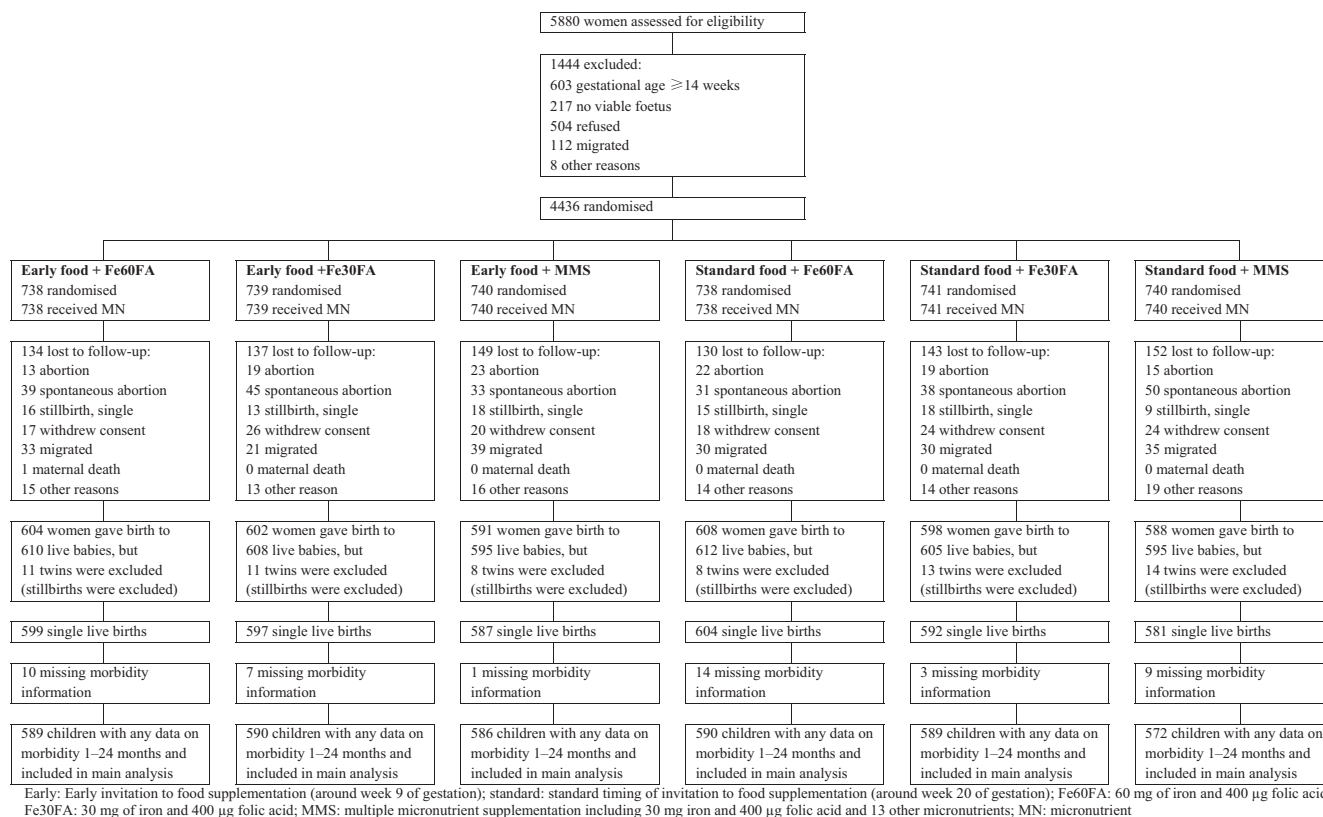 5880 women assessed for eligibility
1444 excluded:
603 gestational age ⩾14 weeks
217 no viable foetus
504 refused
112 migrated
8 other reasons
4436 randomised
Early food + Fe60FA
738 randomised
738 received MN
Early food +Fe30FA
739 randomised
739 received MN
Early food + MMS
740 randomised
740 received MN
Standard food + Fe60FA
738 randomised
738 received MN
Standard food + Fe30FA
741 randomised
741 received MN
Standard food + MMS
740 randomised
740 received MN
134 lost to follow-up:
13 abortion
39 spontaneous abortion
16 stillbirth, single
17 withdrew consent
33 migrated
1 maternal death
15 other reasons
137 lost to follow-up:
19 abortion
45 spontaneous abortion
13 stillbirth, single
26 withdrew consent
21 migrated
0 maternal death
13 other reason
149 lost to follow-up:
23 abortion
33 spontaneous abortion
18 stillbirth, single
20 withdrew consent
39 migrated
0 maternal death
16 other reasons
130 lost to follow-up:
22 abortion
31 spontaneous abortion
15 stillbirth, single
18 withdrew consent
30 migrated
0 maternal death
14 other reasons
143 lost to follow-up:
19 abortion
38 spontaneous abortion
18 stillbirth, single
24 withdrew consent
30 migrated
0 maternal death
14 other reasons
152 lost to follow-up:
15 abortion
50 spontaneous abortion
9 stillbirth, single
24 withdrew consent
35 migrated
0 maternal death
19 other reasons
604 women gave birth to
610 live babies, but
11 twins were excluded
(stillbirths were excluded)
602 women gave birth to
608 live babies, but
11 twins were excluded
(stillbirths were excluded)
591 women gave birth to
595 live babies, but
8 twins were excluded
(stillbirths were excluded)
608 women gave birth to
612 live babies, but
8 twins were excluded
(stillbirths were excluded)
598 women gave birth to
605 live babies, but
13 twins were excluded
(stillbirths were excluded)
588 women gave birth to
595 live babies, but
14 twins were excluded
(stillbirths were excluded)
599 single live births
597 single live births
587 single live births
604 single live births
592 single live births
581 single live births
10 missing morbidity
information
7 missing morbidity
information
1 missing morbidity
information
14 missing morbidity
information
3 missing morbidity
information
9 missing morbidity
information
589 children with any data on
morbidity 1–24 months and
included in main analysis
590 children with any data on
morbidity 1–24 months and
included in main analysis
586 children with any data on
morbidity 1–24 months and
included in main analysis
590 children with any data on
morbidity 1–24 months and
included in main analysis
589 children with any data on
morbidity 1–24 months and
included in main analysis
572 children with any data on
morbidity 1–24 months and
included in main analysis
Early: Early invitation to food supplementation (around week 9 of gestation); standard: standard timing of invitation to food supplementation (around week 20 of gestation); Fe60FA: 60 mg of iron and 400 µg folic acid
Fe30FA: 30 mg of iron and 400 µg folic acid; MMS: multiple micronutrient supplementation including 30 mg iron and 400 µg folic acid and 13 other micronutrients; MN: micronutrient